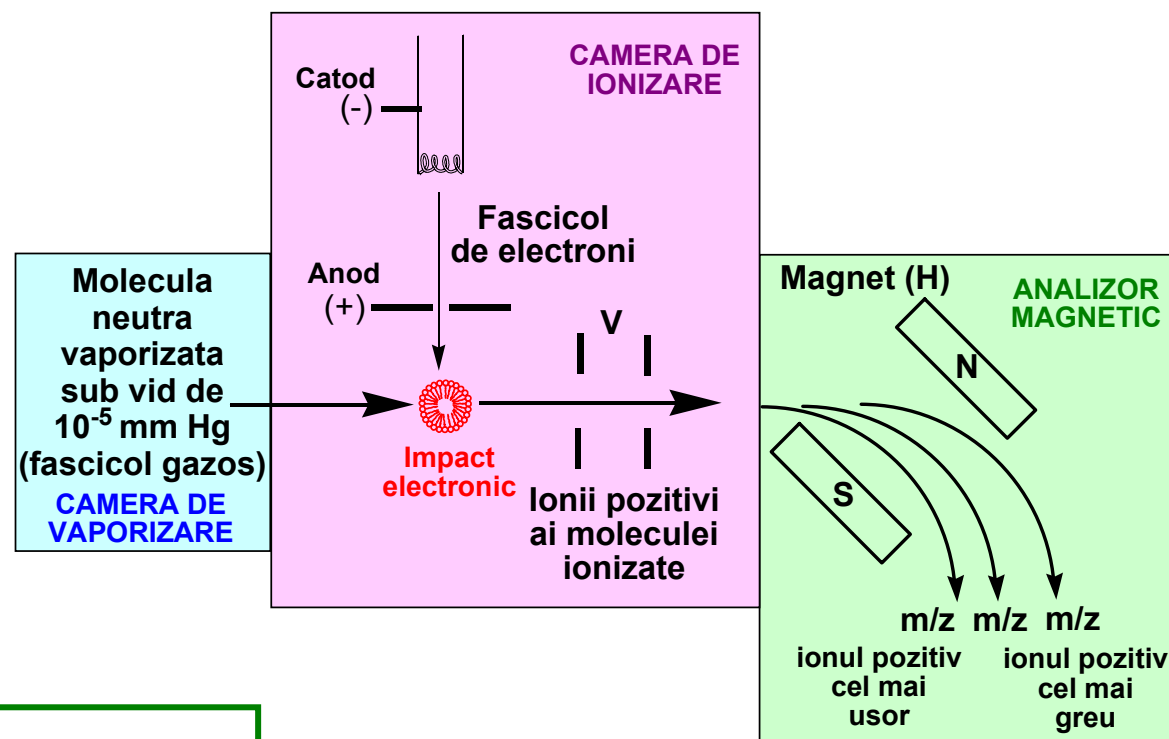 CAMERA DE
IONIZARE
Catod
(-)
Fascicol
de electroni
Anod
(+)
V
Impact
electronic
Ionii pozitivi
ai moleculei
ionizate
Molecula
neutra
vaporizata
sub vid de
10⁻⁵ mm Hg
(fascicol gazos)
CAMERA DE
VAPORIZARE
Magnet (H)
ANALIZOR
MAGNETIC
N
S
m/z m/z m/z
ionul pozitiv
cel mai
usor
ionul pozitiv
cel mai
greu